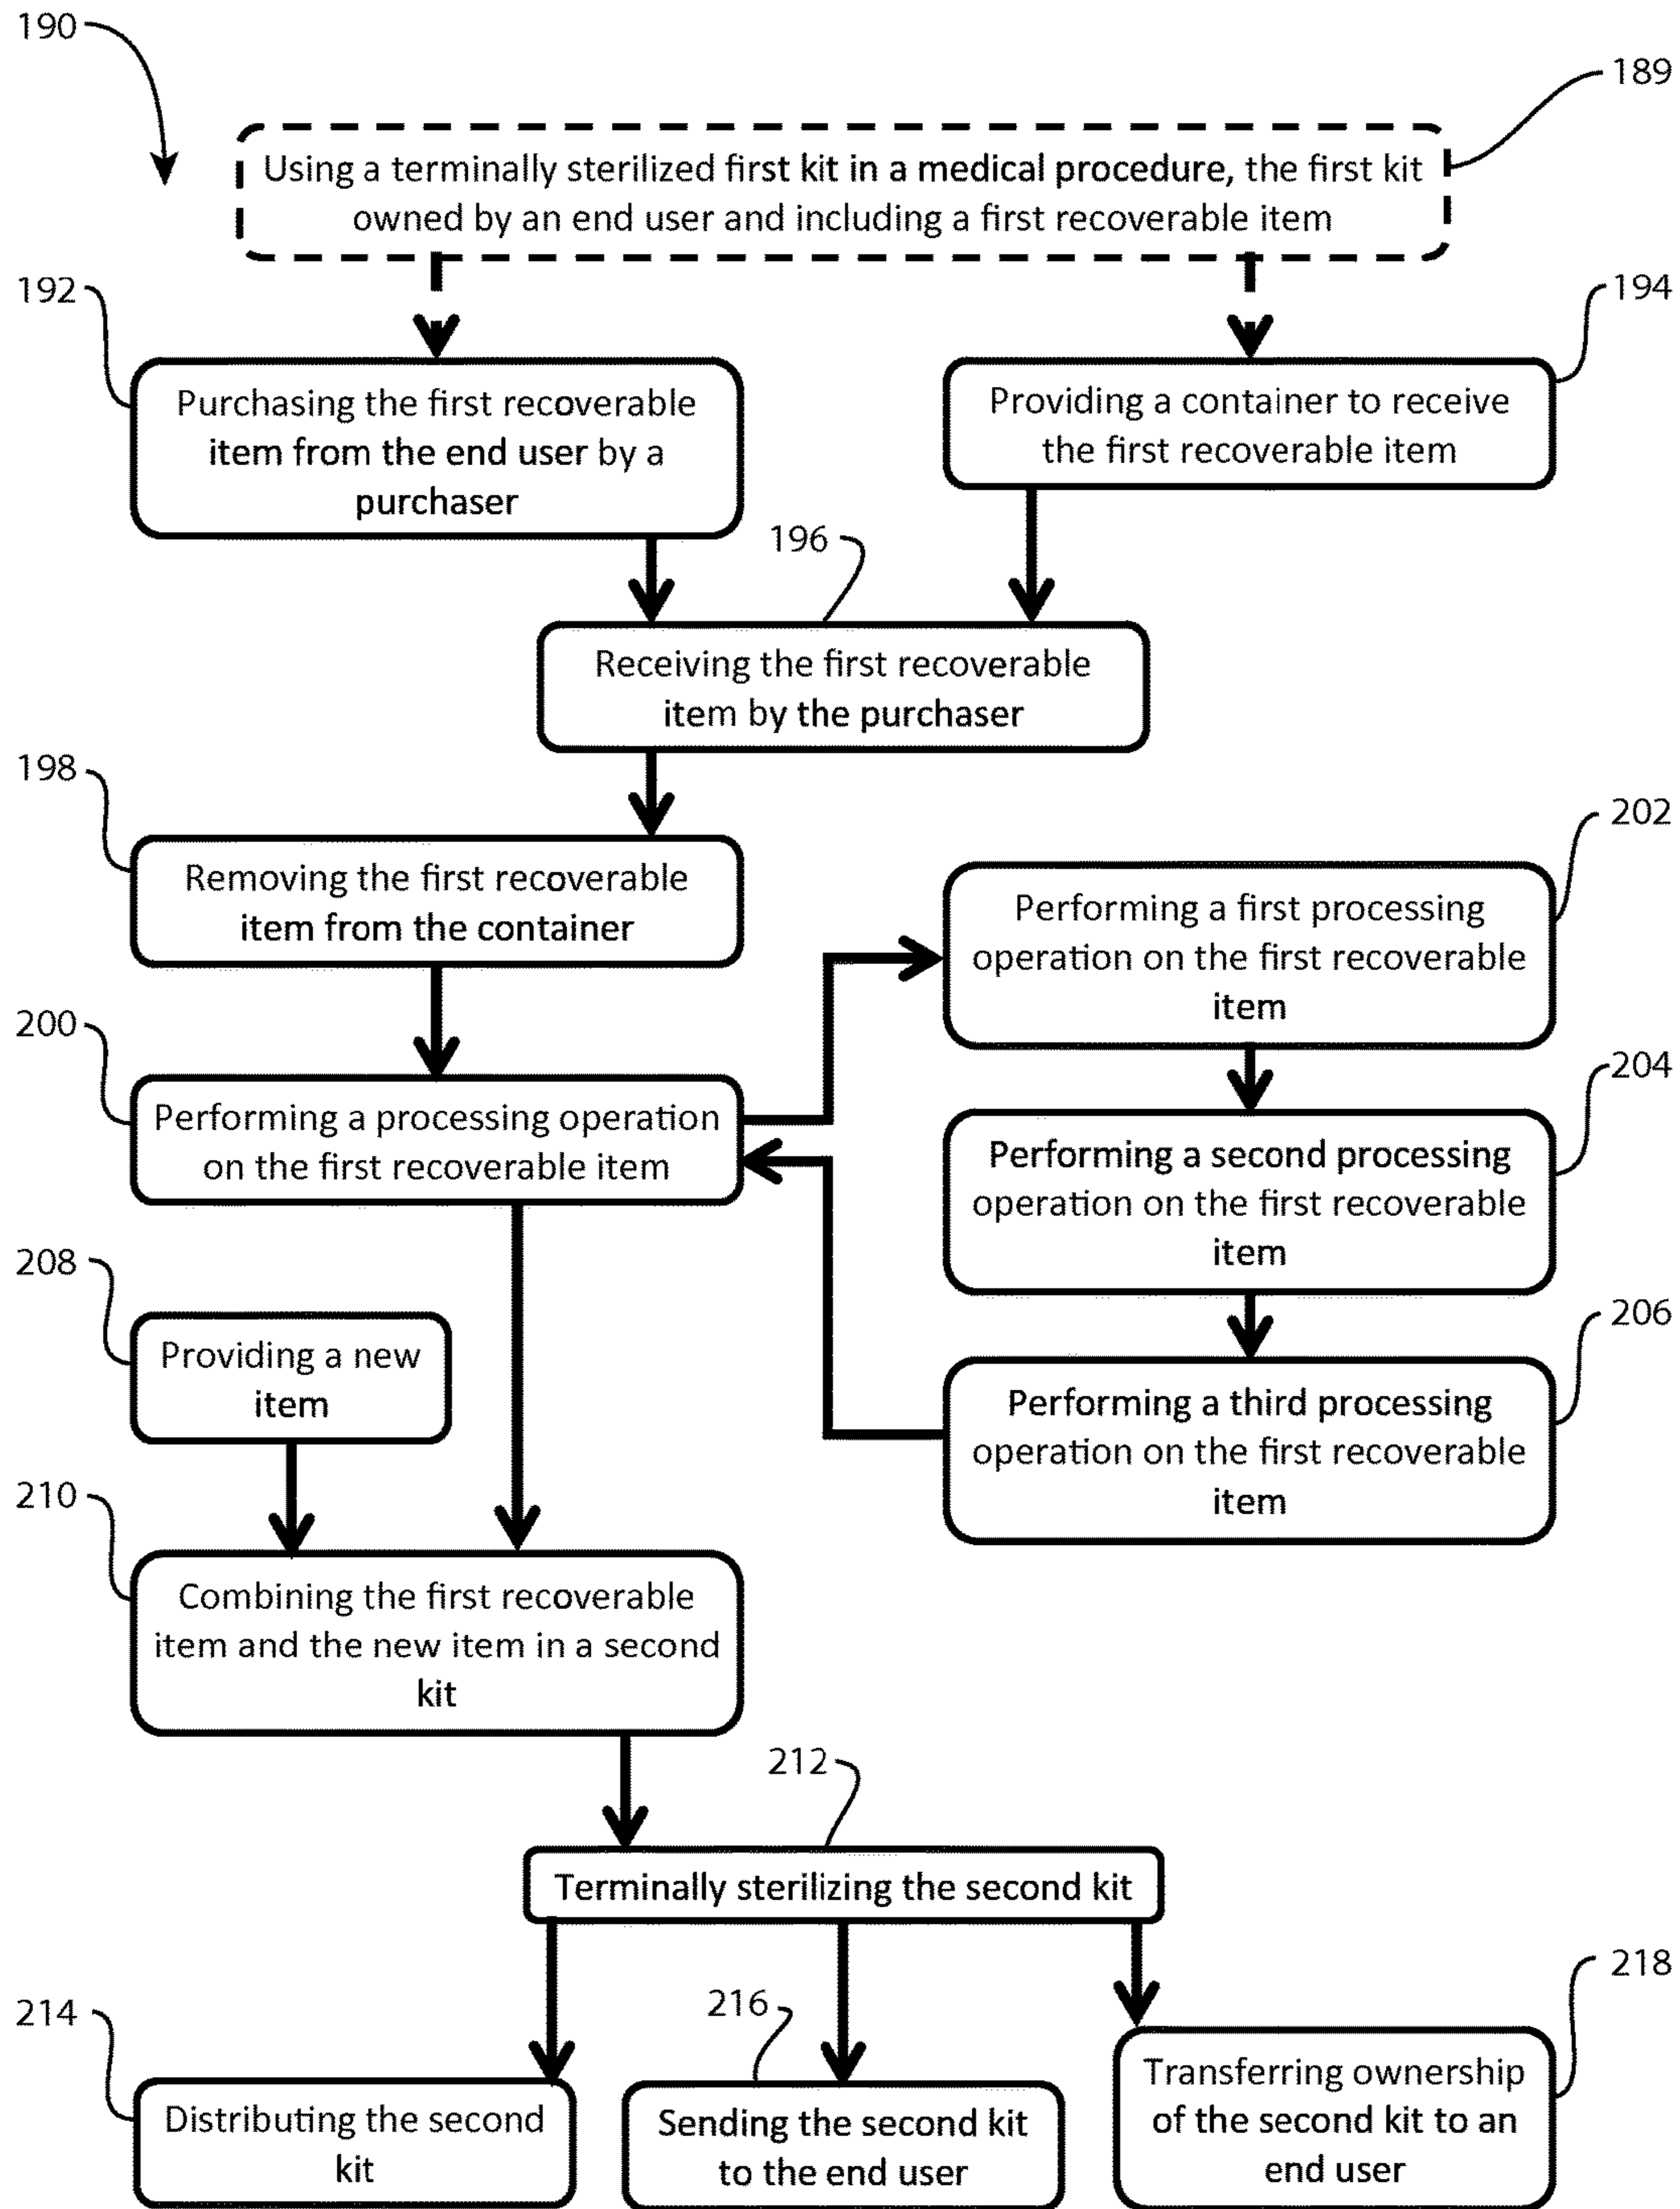 190
189
Using a terminally sterilized first kit in a medical procedure, the first kit
owned by an end user and including a first recoverable item
192
194
Purchasing the first recoverable
item from the end user by a
purchaser
Providing a container to receive
the first recoverable item
196
Receiving the first recoverable
item by the purchaser
198
Removing the first recoverable
item from the container
202
Performing a first processing
operation on the first recoverable
item
200
Performing a processing operation
on the first recoverable item
204
Performing a second processing
operation on the first recoverable
item
208
Providing a new
item
206
Performing a third processing
operation on the first recoverable
item
210
Combining the first recoverable
item and the new item in a second
kit
212
Terminally sterilizing the second kit
214
Distributing the second
kit
216
Sending the second kit
to the end user
218
Transferring ownership
of the second kit to an
end user